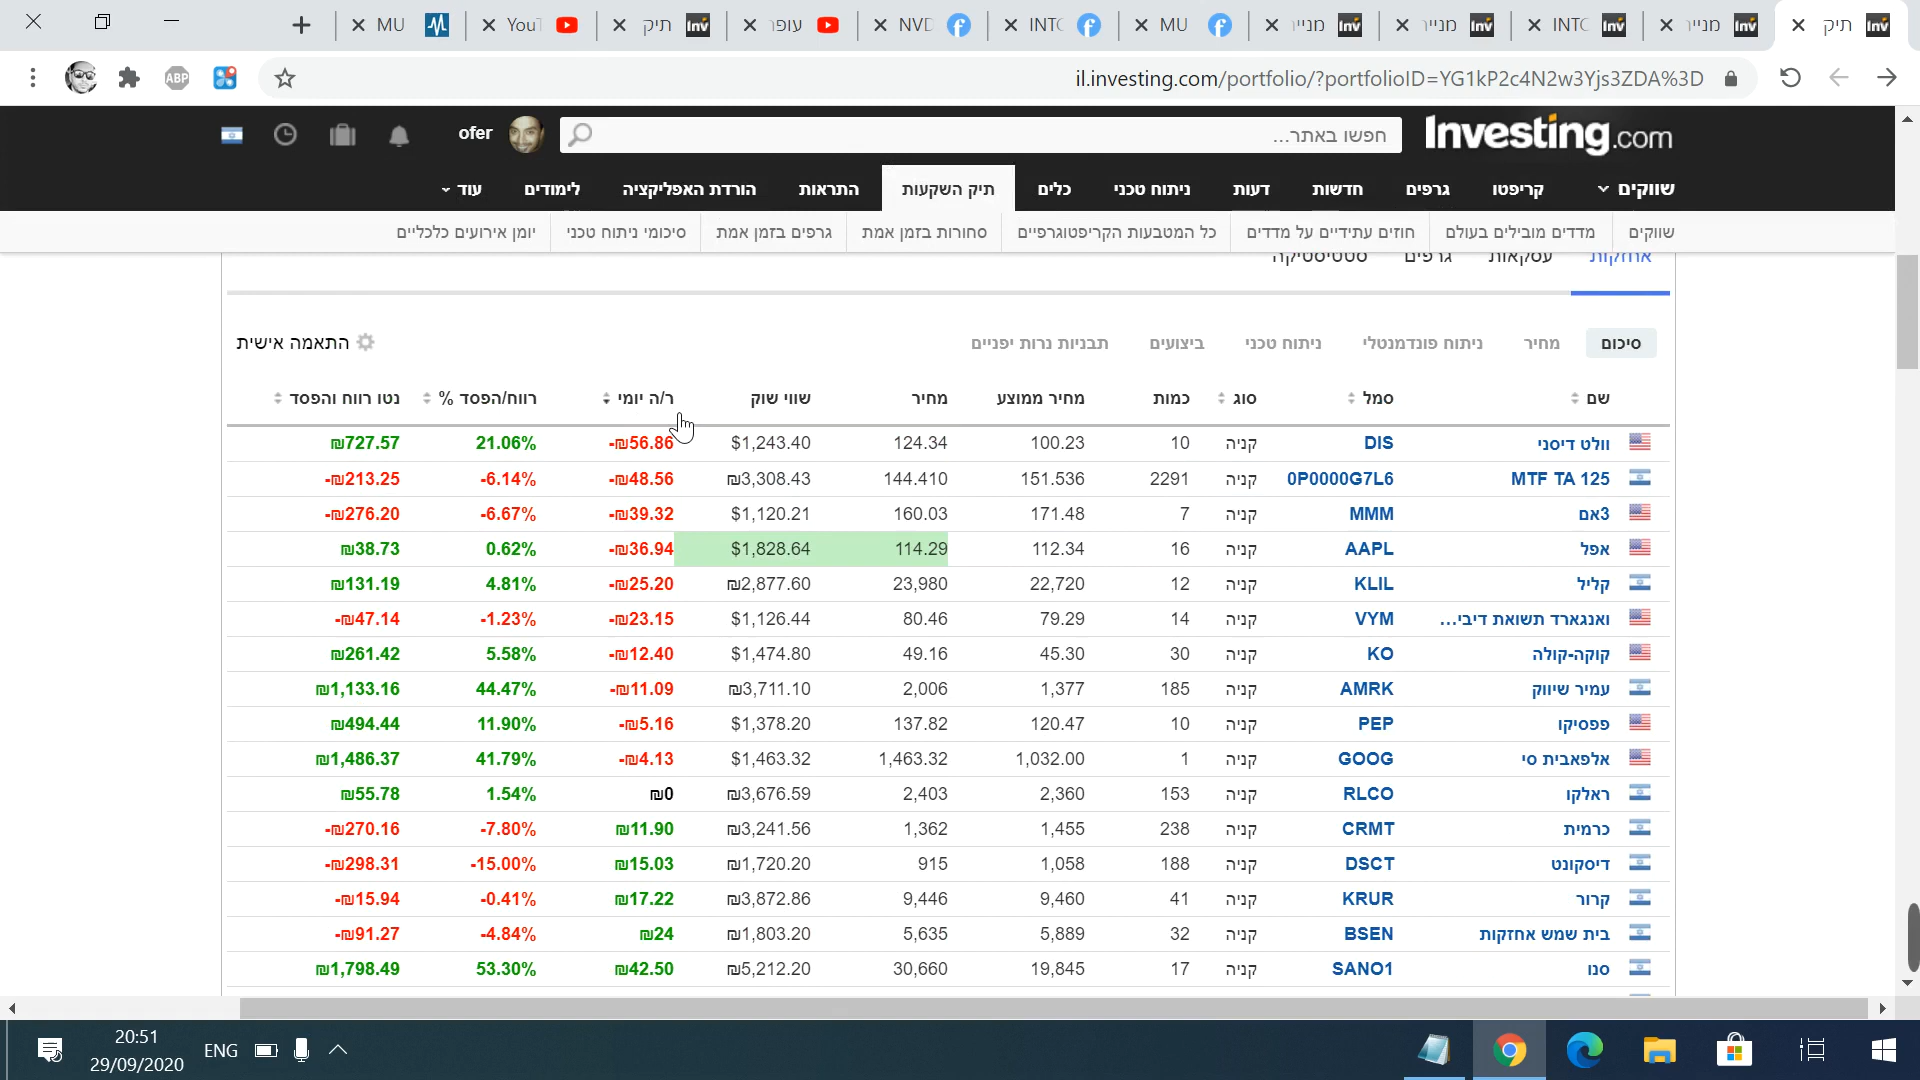 תיק
מנייו
INTC
מנייו
מנייו
MU
INTC
NVD
עופר
תיק
You
MU
il.investing.com/portfolio/?portfolioID=YG1kP2c4N2w3Yjs3ZDA%3D
ABP
Investing.com
חפשו באתר...
ofer
שווקים קריפטו גרפים חדשות דעות ניתוח טכני כלים תיק השקעות התראות הורדת האפליקציה לימודים עוד
שווקים מדדים מובילים בעולם חוזים עתידיים על מדדים כל המטבעות הקריפטוגרפיים סחורות בזמן אמת גרפים בזמן אמת סיכומי ניתוח טכני יומן אירועים כלכליים
אחזקות עסקאות גרפים סטטיסטיקה
סיכום מחיר ניתוח פונדמנטלי ניתוח טכני ביצועים תבניות נרות יפניים התאמה אישית
שם סמל סוג כמות מחיר ממוצע מחיר שווי שוק ר/ה יומי רווח/הפסד % נטו רווח והפסד
וולט דיסני DIS קניה 10 100.23 124.34 $1,243.40 -₪56.86 21.06% ₪727.57
MTF TA 125 0P0000G7L6 קניה 2291 151.536 144.410 ₪3,308.43 -₪48.56 -6.14% -₪213.25
3אם MMM קניה 7 171.48 160.03 $1,120.21 -₪39.32 -6.67% -₪276.20
אפל AAPL קניה 16 112.34 114.29 $1,828.64 -₪36.94 0.62% ₪38.73
קליל KLIL קניה 12 22,720 23,980 ₪2,877.60 -₪25.20 4.81% ₪131.19
ואנגארד תשואת דיבי... VYM קניה 14 79.29 80.46 $1,126.44 -₪23.15 -1.23% -₪47.14
קוקה-קולה KO קניה 30 45.30 49.16 $1,474.80 -₪12.40 5.58% ₪261.42
עמיר שיווק AMRK קניה 185 1,377 2,006 ₪3,711.10 -₪11.09 44.47% ₪1,133.16
פפסיקו PEP קניה 10 120.47 137.82 $1,378.20 -₪5.16 11.90% ₪494.44
אלפאבית סי GOOG קניה 1 1,032.00 1,463.32 $1,463.32 -₪4.13 41.79% ₪1,486.37
ראלקו RLCO קניה 153 2,360 2,403 ₪3,676.59 ₪0 1.54% ₪55.78
כרמית CRMT קניה 238 1,455 1,362 ₪3,241.56 ₪11.90 -7.80% -₪270.16
דיסקונט DSCT קניה 188 1,058 915 ₪1,720.20 ₪15.03 -15.00% -₪298.31
קרור KRUR קניה 41 9,460 9,446 ₪3,872.86 ₪17.22 -0.41% -₪15.94
בית שמש אחזקות BSEN קניה 32 5,889 5,635 ₪1,803.20 ₪24 -4.84% -₪91.27
סנו SANO1 קניה 17 19,845 30,660 ₪5,212.20 ₪42.50 53.30% ₪1,798.49
20:51
29/09/2020
ENG